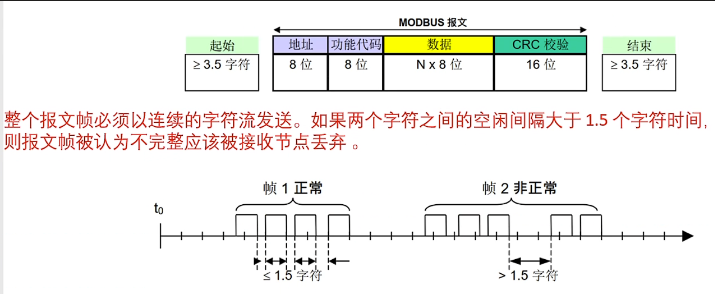 MODBUS 报文
起始 地址 功能代码 数据 CRC 校验 结束
≥ 3.5 字符 8 位 8 位 N x 8 位 16 位 ≥ 3.5 字符
整个报文帧必须以连续的字符流发送。如果两个字符之间的空闲间隔大于 1.5 个字符时间，
则报文帧被认为不完整应该被接收节点丢弃 。
帧 1 正常 帧 2 非正常
t₀
≤ 1.5 字符 > 1.5 字符